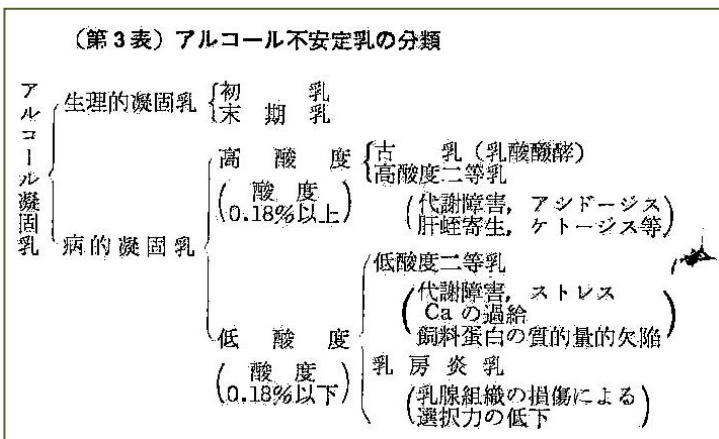 (第3表) アルコール不安定乳の分類
アルコール凝固乳
生理的凝固乳
初乳
末期乳
病的凝固乳
高酸度
(酸度
0.18%以上)
古乳 (乳酸醗酵)
高酸度二等乳
(代謝障害, アシドージス
肝蛭寄生, ケトージス等)
低酸度
(酸度
0.18%以下)
低酸度二等乳
(代謝障害, ストレス
Caの過給
飼料蛋白の質的量的欠陥)
乳房炎乳
(乳腺組織の損傷による
選択力の低下)